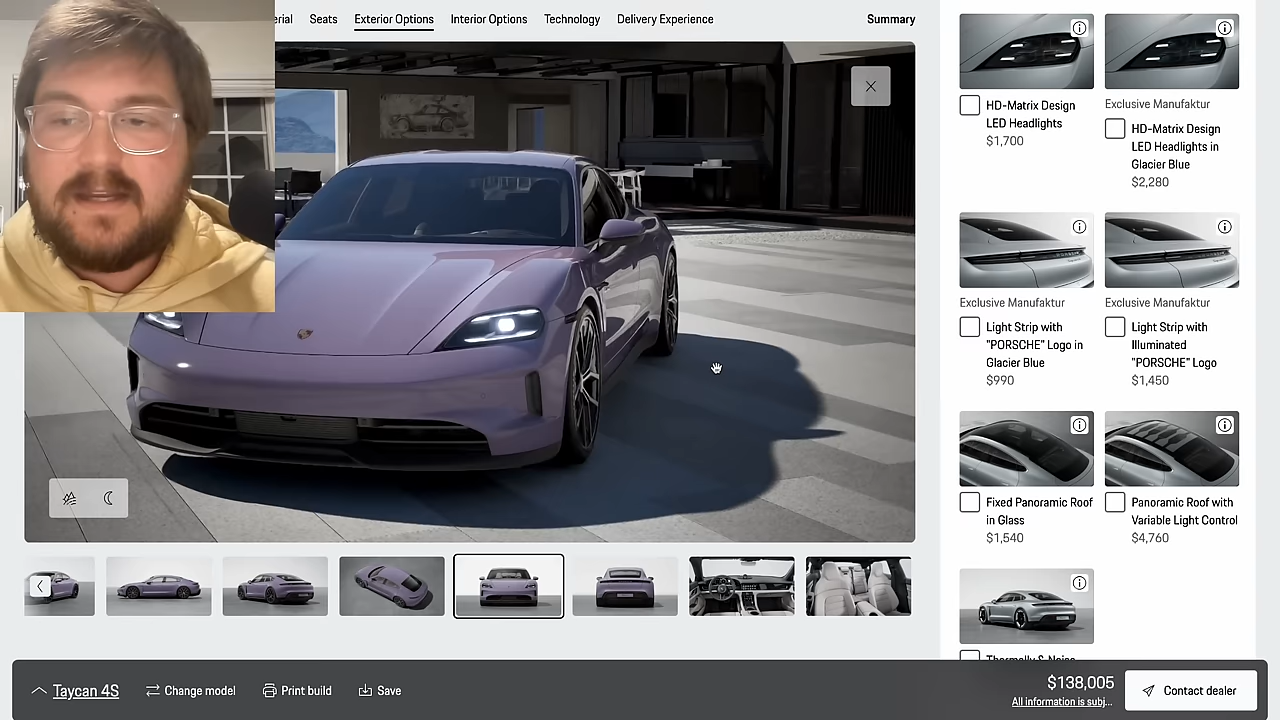 erial
Seats
Exterior Options
Interior Options
Technology
Delivery Experience
Summary
HD-Matrix Design
LED Headlights
$1,700
Exclusive Manufaktur
HD-Matrix Design
LED Headlights in
Glacier Blue
$2,280
Exclusive Manufaktur
Light Strip with
"PORSCHE" Logo in
Glacier Blue
$990
Exclusive Manufaktur
Light Strip with
Illuminated
"PORSCHE" Logo
$1,450
Fixed Panoramic Roof
in Glass
$1,540
Panoramic Roof with
Variable Light Control
$4,760
Thermally & Noise
Taycan 4S
Change model
Print build
Save
$138,005
All information is subj...
Contact dealer